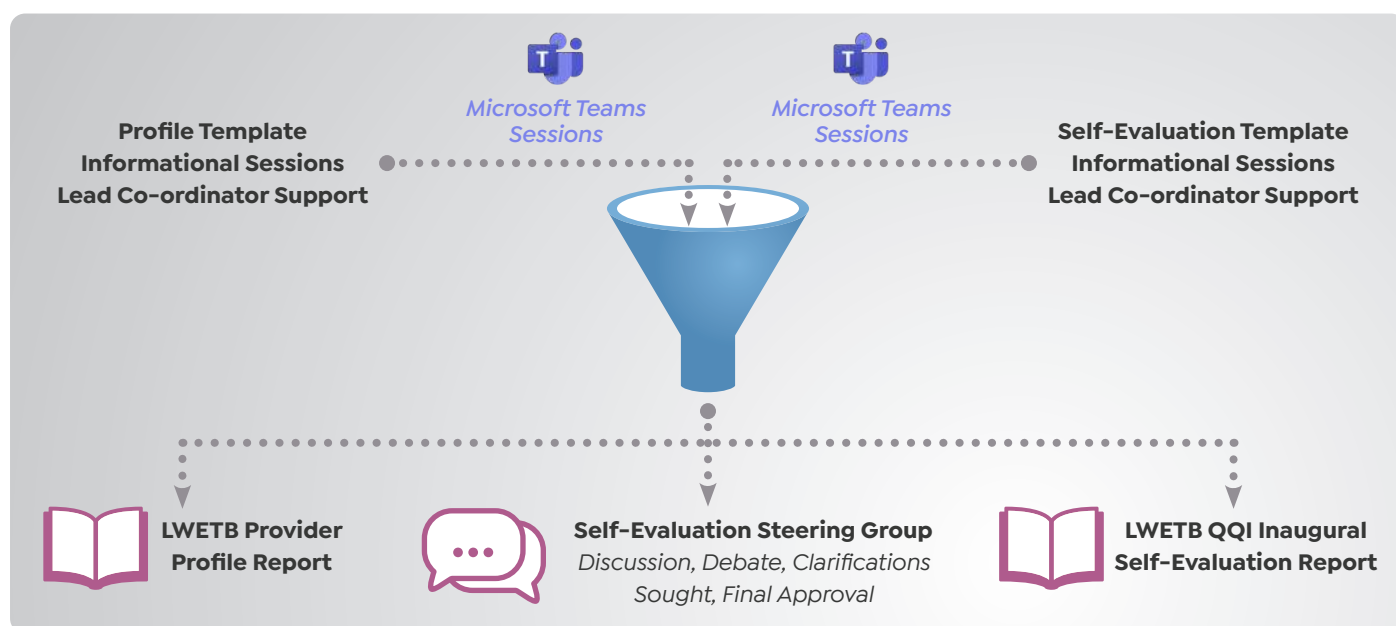 Profile Template
Informational Sessions
Lead Co-ordinator Support
T
Microsoft Teams
Sessions
T
Microsoft Teams
Sessions
Self-Evaluation Template
Informational Sessions
Lead Co-ordinator Support
LWETB Provider
Profile Report
Self-Evaluation Steering Group
Discussion, Debate, Clarifications
Sought, Final Approval
LWETB QQI Inaugural
Self-Evaluation Report